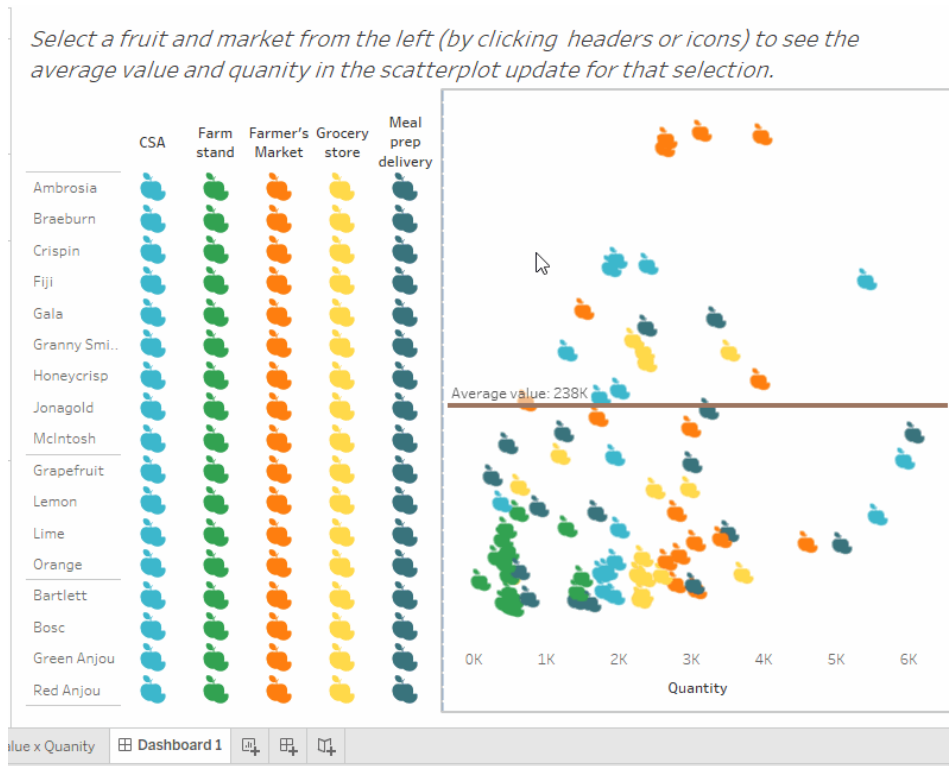 Select a fruit and market from the left (by clicking headers or icons) to see the
average value and quanity in the scatterplot update for that selection.
CSA
Farm
stand
Farmer's
Market
Grocery
store
Meal
prep
delivery
Ambrosia
Braeburn
Crispin
Fiji
Gala
Granny Smi..
Honeycrisp
Jonagold
McIntosh
Grapefruit
Lemon
Lime
Orange
Bartlett
Bosc
Green Anjou
Red Anjou
Average value: 238K
0K 1K 2K 3K 4K 5K 6K
Quantity
alue x Quanity
Dashboard 1